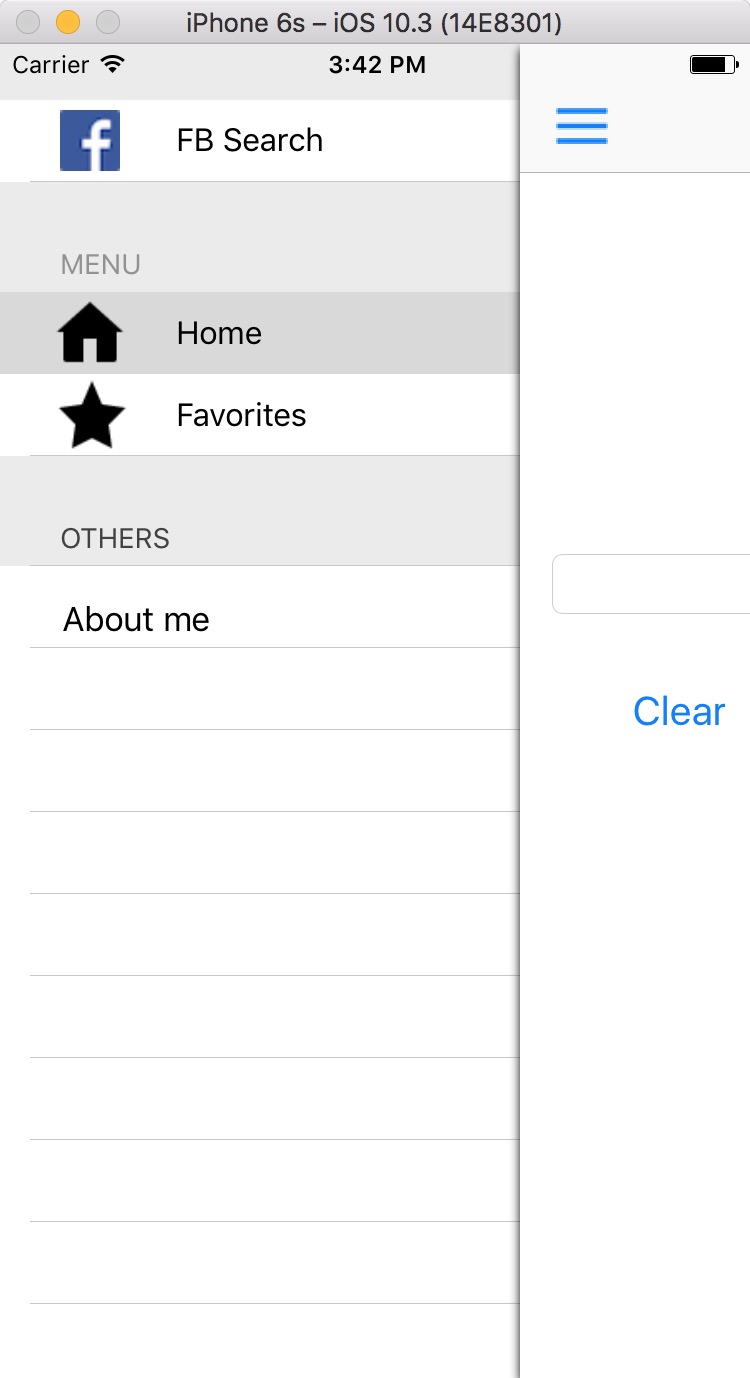 iPhone 6s – iOS 10.3 (14E8301)
Carrier 3:42 PM
f FB Search
MENU
Home
Favorites
OTHERS
About me
Clear